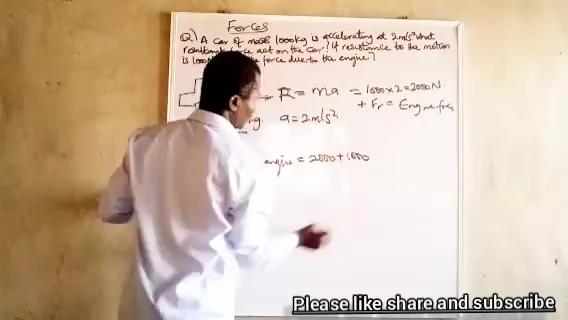 Forces
Q) A car of mass 1000kg is accelerating at 2m/s² what
resultant force act on the car? If resistance to the motion
is force due to the engine?
= ma = 1000 x 2 = 2000N
+ Fr = Engine force
kg a = 2m/s²
engine = 2000 + 1000
Please like share and subscribe